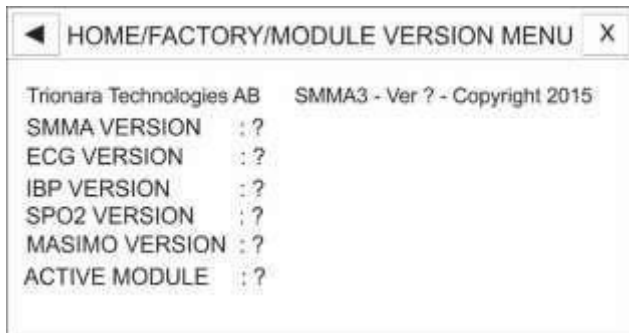 ◄ HOME/FACTORY/MODULE VERSION MENU X
Trionara Technologies AB SMMA3 - Ver ? - Copyright 2015
SMMA VERSION : ?
ECG VERSION : ?
IBP VERSION : ?
SPO2 VERSION : ?
MASIMO VERSION : ?
ACTIVE MODULE : ?